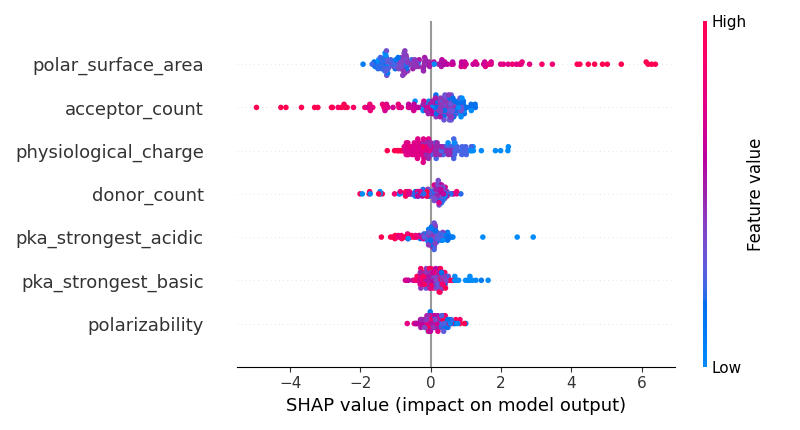 High
polar_surface_area
acceptor_count
physiological_charge
donor_count
pka_strongest_acidic
pka_strongest_basic
polarizability
Feature value
Low
−4 −2 0 2 4 6
SHAP value (impact on model output)